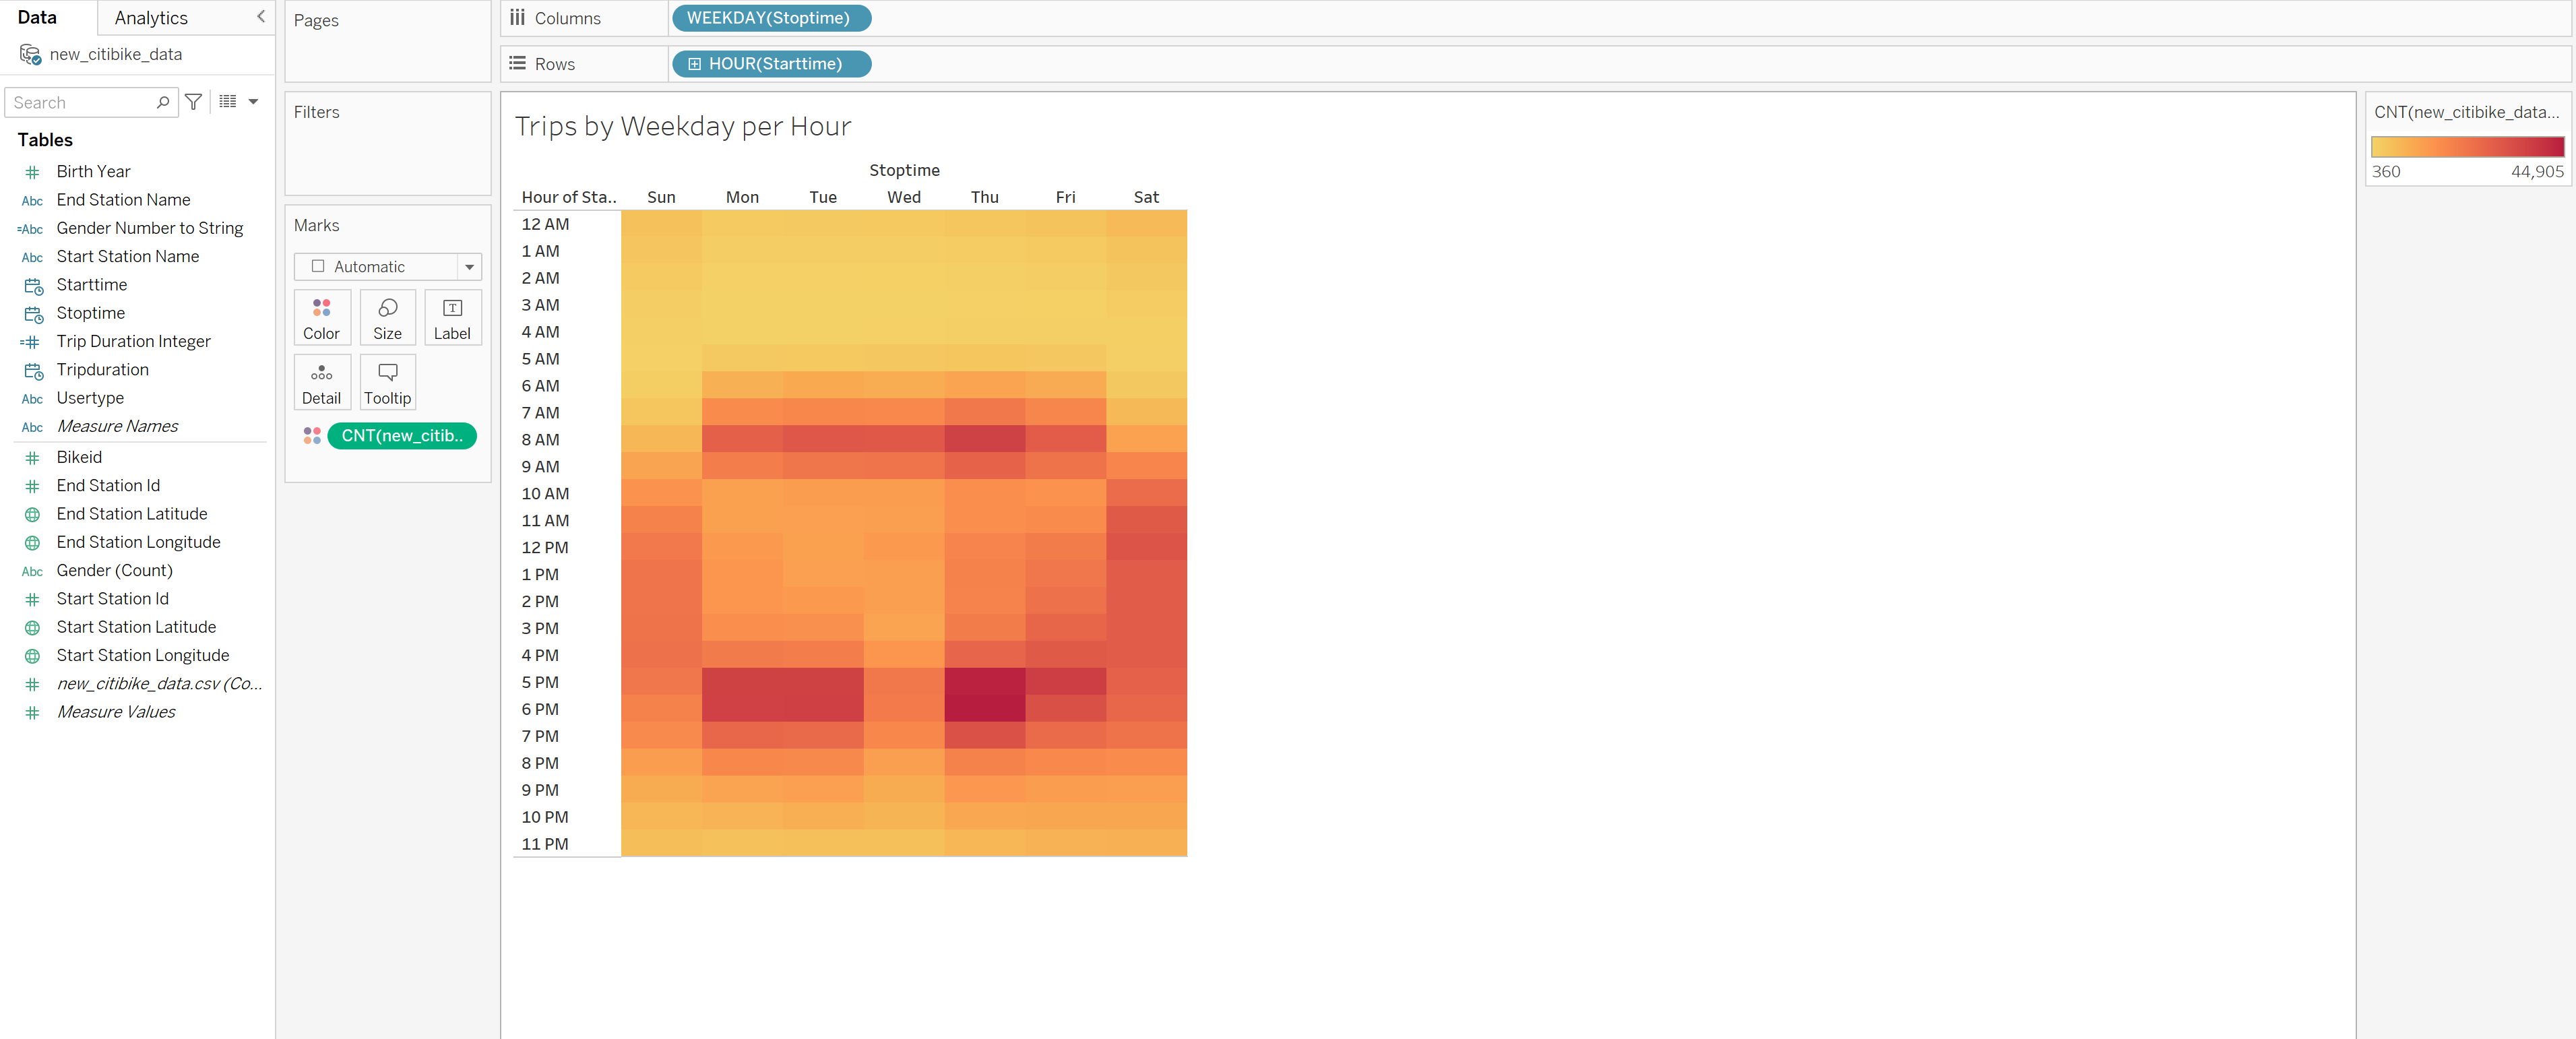 Data
Analytics
new_citibike_data
Search
Tables
Birth Year
Abc End Station Name
=Abc Gender Number to String
Abc Start Station Name
Starttime
Stoptime
Trip Duration Integer
Tripduration
Abc Usertype
Abc Measure Names
Bikeid
End Station Id
End Station Latitude
End Station Longitude
Abc Gender (Count)
Start Station Id
Start Station Latitude
Start Station Longitude
new_citibike_data.csv (Co...
Measure Values
Pages
Filters
Marks
Automatic
Color Size Label
Detail Tooltip
CNT(new_citib..
Columns WEEKDAY(Stoptime)
Rows HOUR(Starttime)
Trips by Weekday per Hour
Stoptime
Hour of Sta.. Sun Mon Tue Wed Thu Fri Sat
12 AM
1 AM
2 AM
3 AM
4 AM
5 AM
6 AM
7 AM
8 AM
9 AM
10 AM
11 AM
12 PM
1 PM
2 PM
3 PM
4 PM
5 PM
6 PM
7 PM
8 PM
9 PM
10 PM
11 PM
CNT(new_citibike_data...
360 44,905